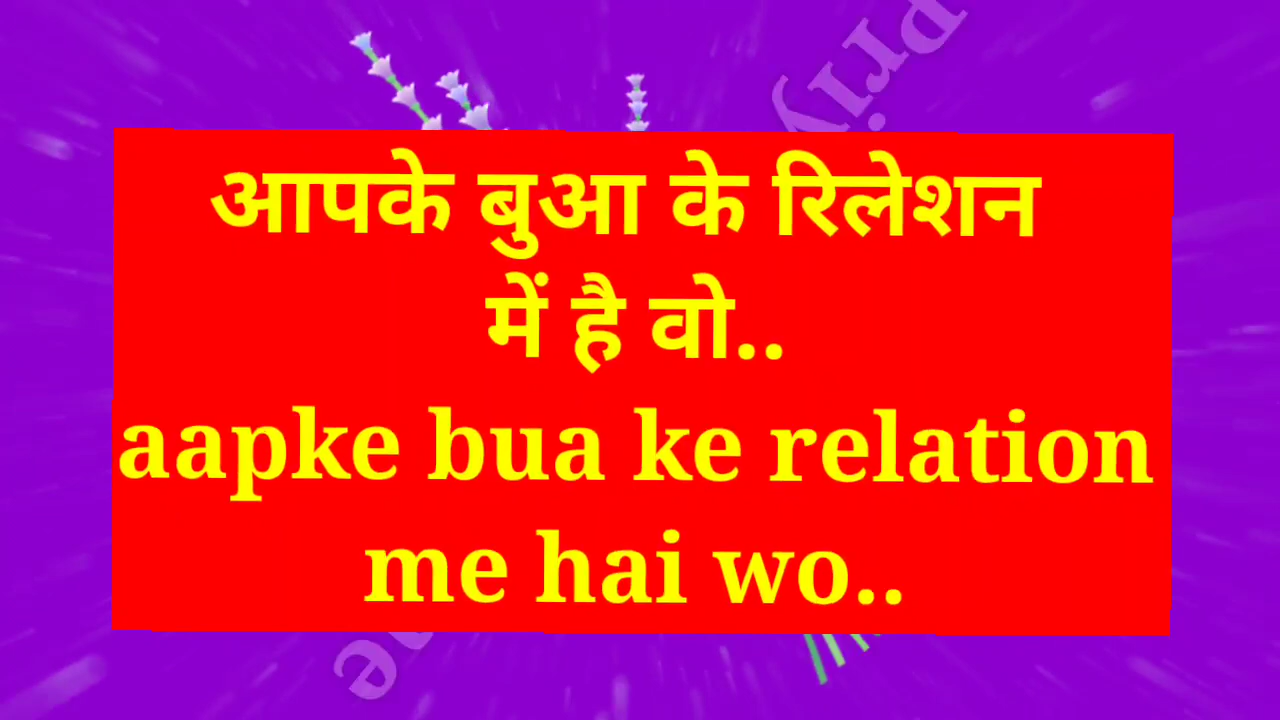 आपके बुआ के रिलेशन
में है वो..
aapke bua ke relation
me hai wo..